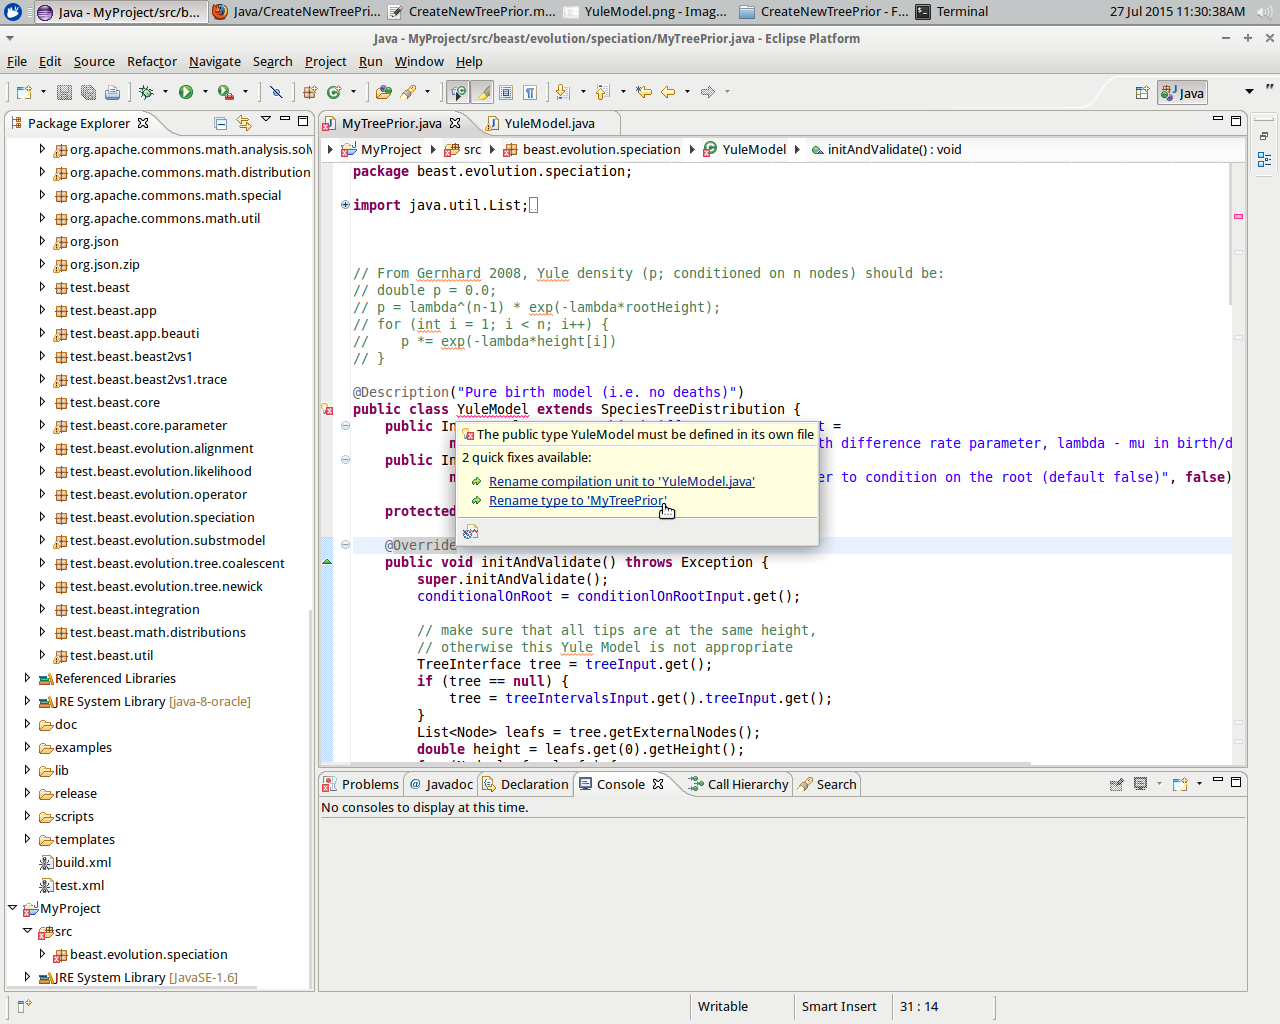 Java - MyProject/src/b...
Java/CreateNewTreePri...
CreateNewTreePrior.m...
YuleModel.png - Imag...
CreateNewTreePrior - F...
Terminal
27 Jul 2015 11:30:38AM
Java - MyProject/src/beast/evolution/speciation/MyTreePrior.java - Eclipse Platform
File Edit Source Refactor Navigate Search Project Run Window Help
Java
Package Explorer
org.apache.commons.math.analysis.solv
org.apache.commons.math.distribution
org.apache.commons.math.special
org.apache.commons.math.util
org.json
org.json.zip
test.beast
test.beast.app
test.beast.app.beauti
test.beast.beast2vs1
test.beast.beast2vs1.trace
test.beast.core
test.beast.core.parameter
test.beast.evolution.alignment
test.beast.evolution.likelihood
test.beast.evolution.operator
test.beast.evolution.speciation
test.beast.evolution.substmodel
test.beast.evolution.tree.coalescent
test.beast.evolution.tree.newick
test.beast.integration
test.beast.math.distributions
test.beast.util
Referenced Libraries
JRE System Library [java-8-oracle]
doc
examples
lib
release
scripts
templates
build.xml
test.xml
MyProject
src
beast.evolution.speciation
JRE System Library [JavaSE-1.6]
MyTreePrior.java
YuleModel.java
MyProject src beast.evolution.speciation YuleModel initAndValidate() : void
package beast.evolution.speciation;
import java.util.List;
// From Gernhard 2008, Yule density (p; conditioned on n nodes) should be:
// double p = 0.0;
// p = lambda^(n-1) * exp(-lambda*rootHeight);
// for (int i = 1; i < n; i++) {
//    p *= exp(-lambda*height[i])
// }
@Description("Pure birth model (i.e. no deaths)")
public class YuleModel extends SpeciesTreeDistribution {
public In t =
n th difference rate parameter, lambda - mu in birth/d
public In
n er to condition on the root (default false)", false)
protected
The public type YuleModel must be defined in its own file
2 quick fixes available:
Rename compilation unit to 'YuleModel.java'
Rename type to 'MyTreePrior'
@Override
public void initAndValidate() throws Exception {
super.initAndValidate();
conditionalOnRoot = conditionlOnRootInput.get();
// make sure that all tips are at the same height,
// otherwise this Yule Model is not appropriate
TreeInterface tree = treeInput.get();
if (tree == null) {
tree = treeIntervalsInput.get().treeInput.get();
}
List<Node> leafs = tree.getExternalNodes();
double height = leafs.get(0).getHeight();
Problems
@ Javadoc
Declaration
Console
Call Hierarchy
Search
No consoles to display at this time.
Writable
Smart Insert
31 : 14